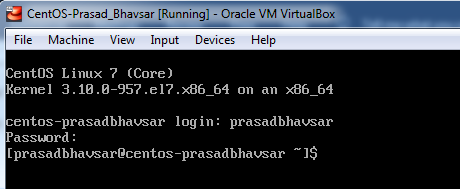 CentOS-Prasad_Bhavsar [Running] - Oracle VM VirtualBox
File Machine View Input Devices Help
CentOS Linux 7 (Core)
Kernel 3.10.0-957.el7.x86_64 on an x86_64
centos-prasadbhavsar login: prasadbhavsar
Password:
[prasadbhavsar@centos-prasadbhavsar ~]$